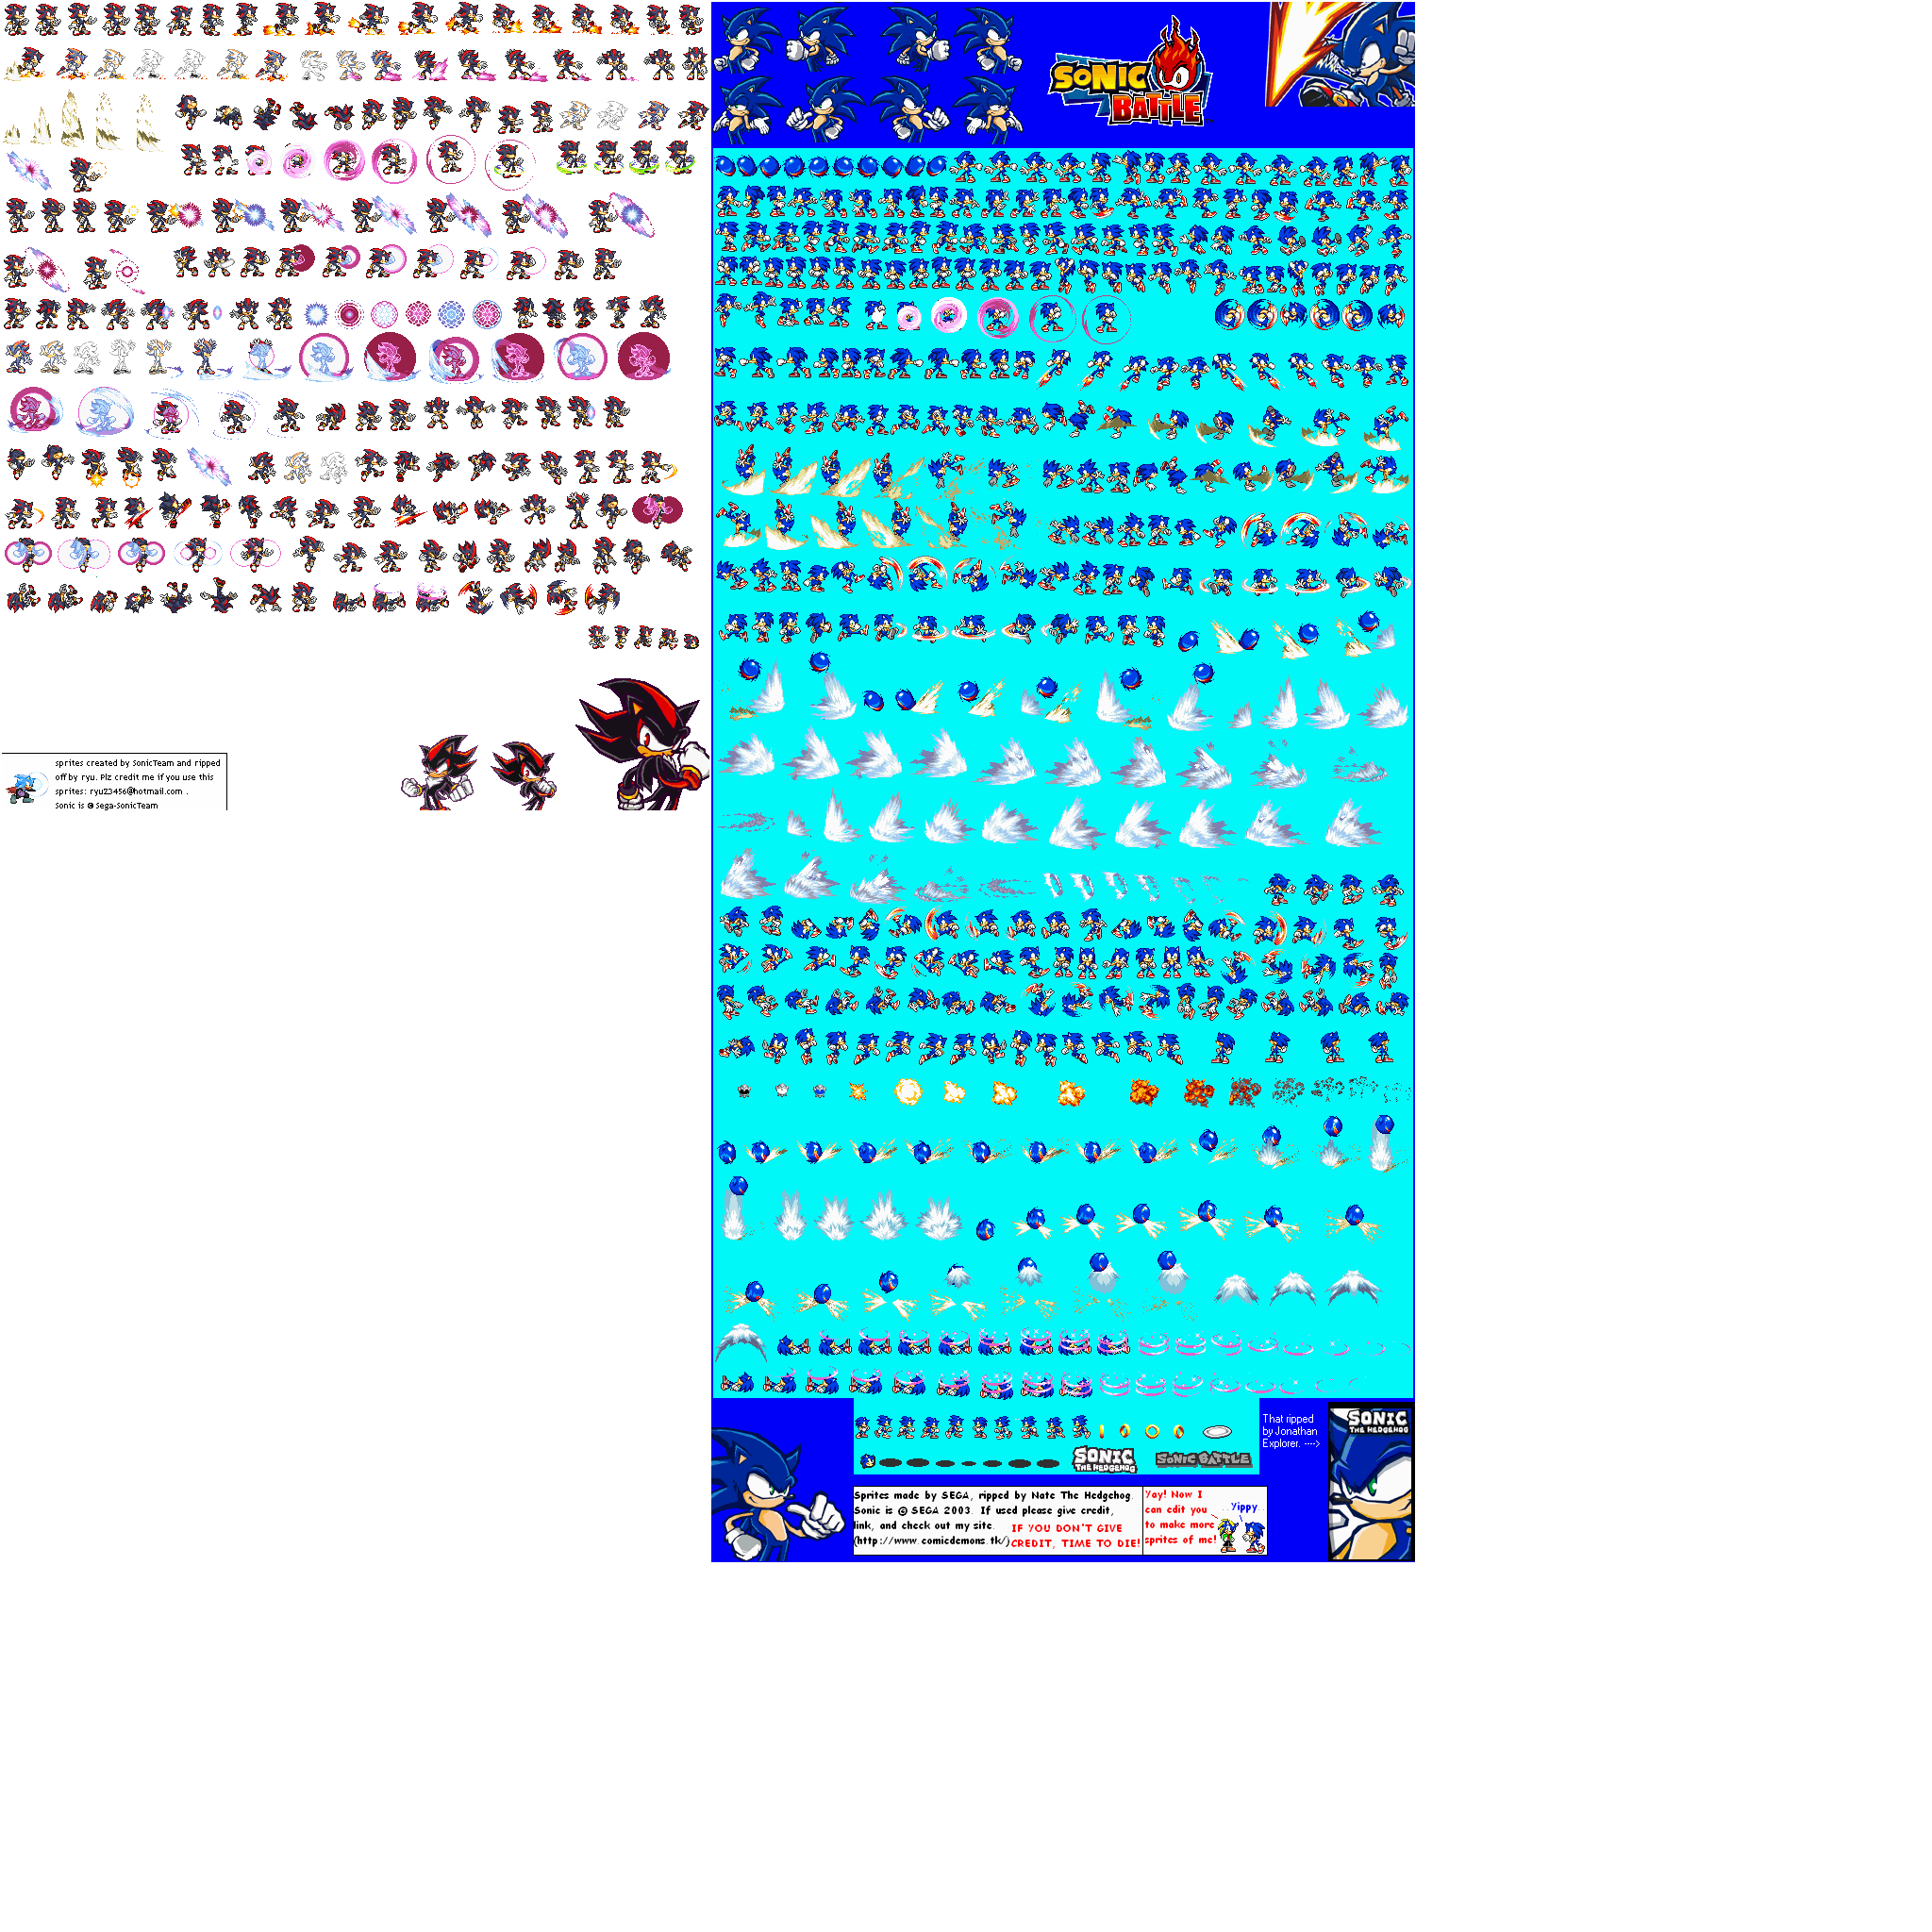 SONIC
BATTLE
sprites created by SonicTeam and ripped
off by ryu. Plz credit me if you use this
sprites: ryu23456@hotmail.com .
Sonic is @ Sega-SonicTeam
That ripped
by Jonathan
Explorer. ---->
SONIC
THE HEDGEHOG
SONIC
THE HEDGEHOG
SONIC BATTLE
Sprites made by SEGA, ripped by Nate The Hedgehog.
Sonic is © SEGA 2003. If used please give credit,
link, and check out my site.
(http://www.comicdemons.tk/)
IF YOU DON'T GIVE
CREDIT, TIME TO DIE!
Yay! Now I
can edit you
to make more
sprites of me!
..Yippy..